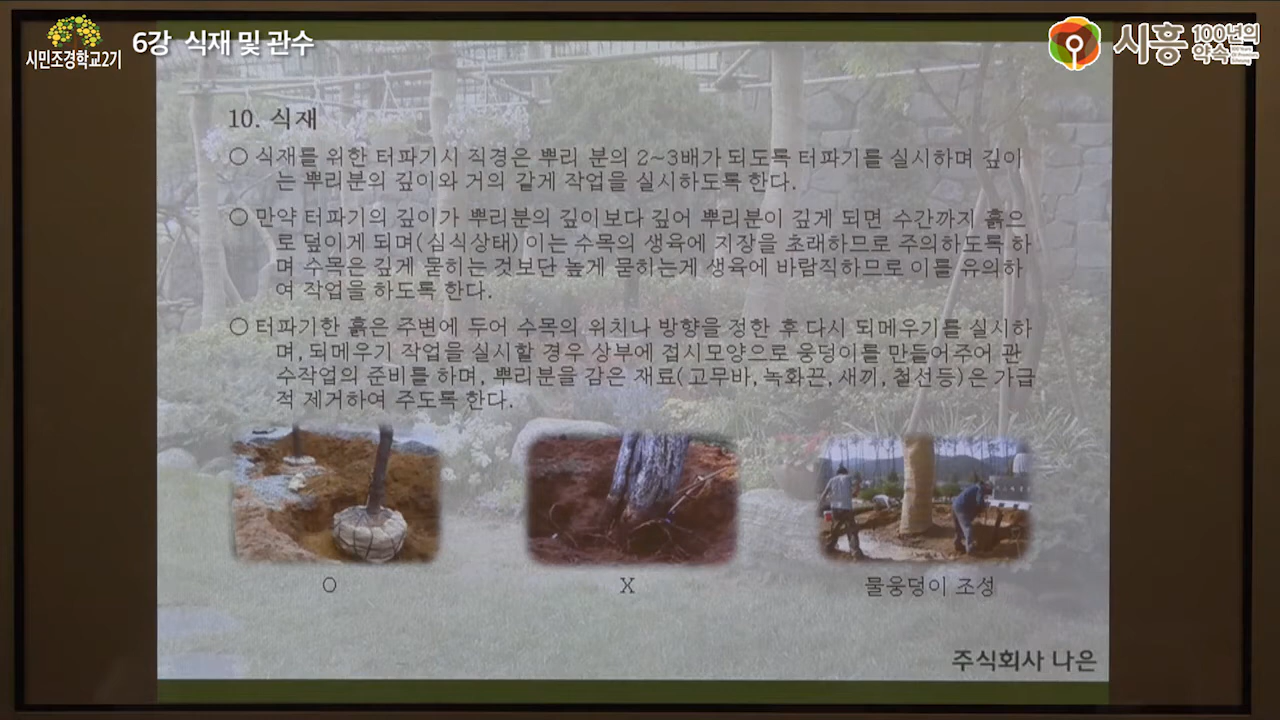 시민조경학교2기
6강 식재 및 관수
시흥 100년의 약속
10. 식재
○ 식재를 위한 터파기시 직경은 뿌리 분의 2~3배가 되도록 터파기를 실시하며 깊이
는 뿌리분의 깊이와 거의 같게 작업을 실시하도록 한다.
○ 만약 터파기의 깊이가 뿌리분의 깊이보다 깊어 뿌리분이 깊게 되면 수간까지 흙으
로 덮이게 되며(심식상태) 이는 수목의 생육에 지장을 초래하므로 주의하도록 하
며 수목은 깊게 묻히는 것보단 높게 묻히는게 생육에 바람직하므로 이를 유의하
여 작업을 하도록 한다.
○ 터파기한 흙은 주변에 두어 수목의 위치나 방향을 정한 후 다시 되메우기를 실시하
며, 되메우기 작업을 실시할 경우 상부에 접시모양으로 웅덩이를 만들어주어 관
수작업의 준비를 하며, 뿌리분을 감은 재료(고무바, 녹화끈, 새끼, 철선등)은 가급
적 제거하여 주도록 한다.
O
X
물웅덩이 조성
주식회사 나은